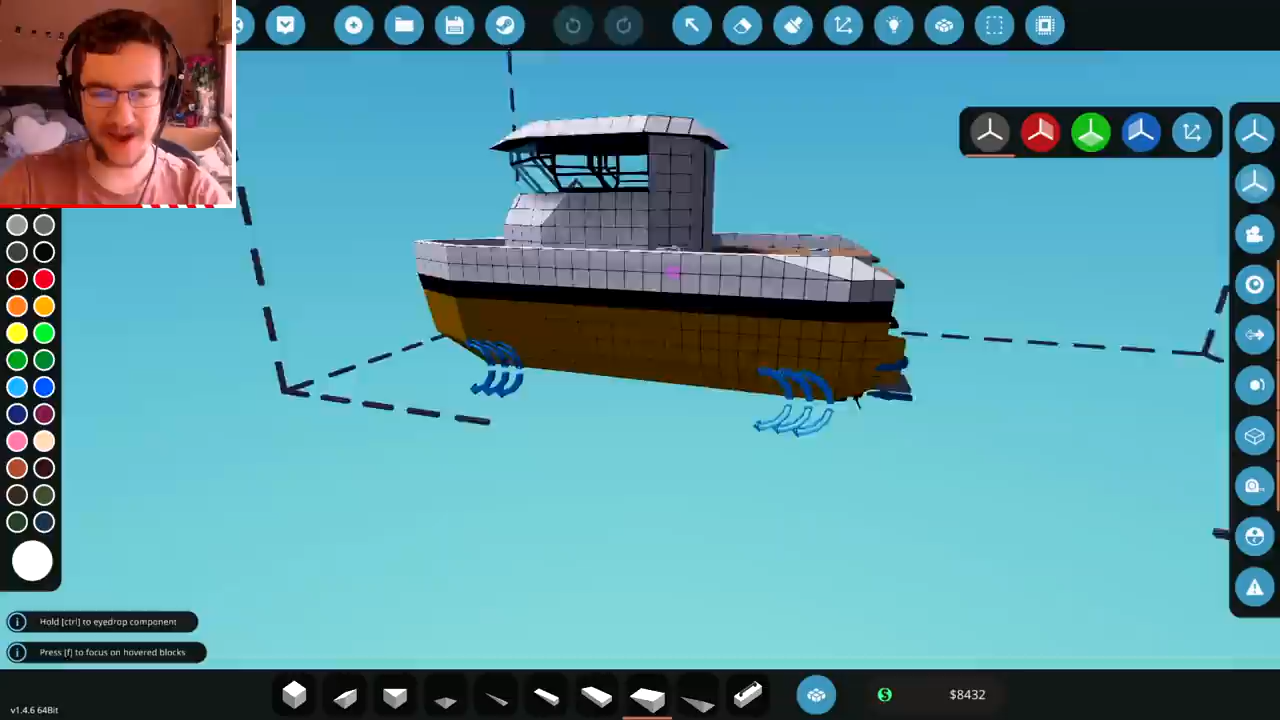 Hold [ctrl] to eyedrop component
Press [f] to focus on hovered blocks
v1.4.6 64Bit
$ $8432